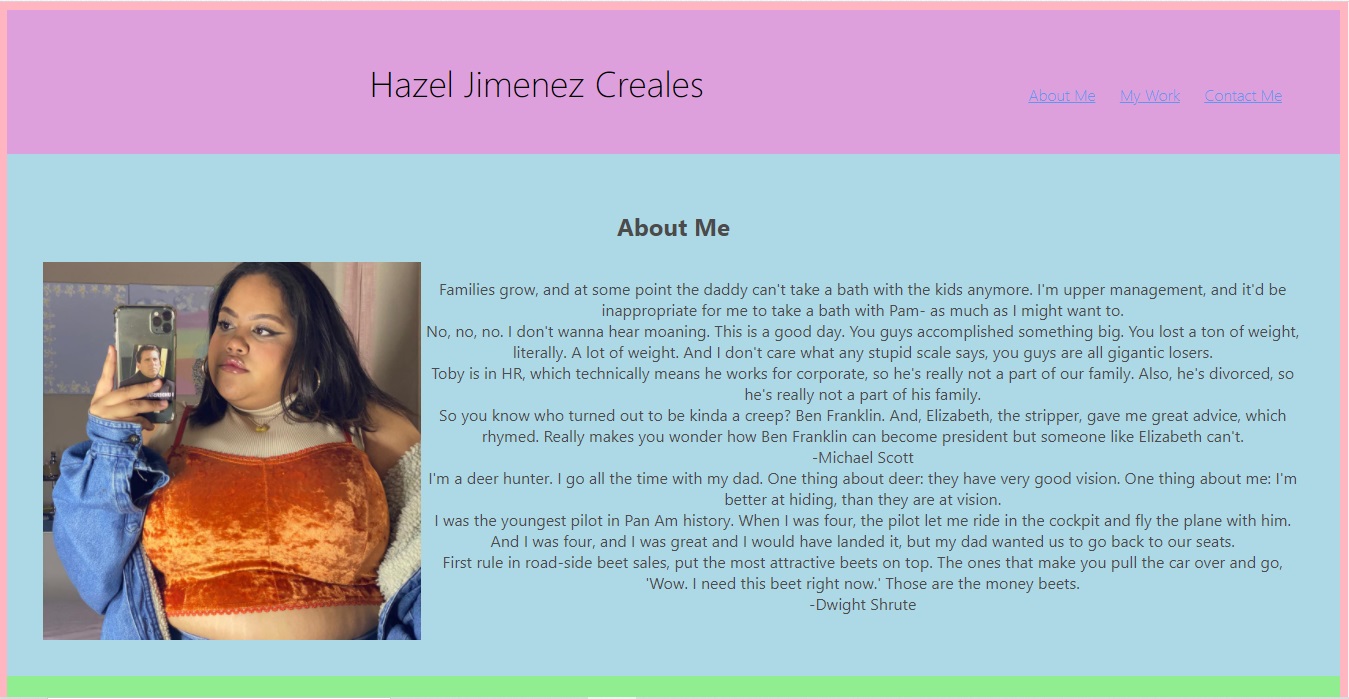 Hazel Jimenez Creales
About Me
My Work
Contact Me
About Me
Families grow, and at some point the daddy can't take a bath with the kids anymore. I'm upper management, and it'd be
inappropriate for me to take a bath with Pam- as much as I might want to.
No, no, no. I don't wanna hear moaning. This is a good day. You guys accomplished something big. You lost a ton of weight,
literally. A lot of weight. And I don't care what any stupid scale says, you guys are all gigantic losers.
Toby is in HR, which technically means he works for corporate, so he's really not a part of our family. Also, he's divorced, so
he's really not a part of his family.
So you know who turned out to be kinda a creep? Ben Franklin. And, Elizabeth, the stripper, gave me great advice, which
rhymed. Really makes you wonder how Ben Franklin can become president but someone like Elizabeth can't.
-Michael Scott
I'm a deer hunter. I go all the time with my dad. One thing about deer: they have very good vision. One thing about me: I'm
better at hiding, than they are at vision.
I was the youngest pilot in Pan Am history. When I was four, the pilot let me ride in the cockpit and fly the plane with him.
And I was four, and I was great and I would have landed it, but my dad wanted us to go back to our seats.
First rule in road-side beet sales, put the most attractive beets on top. The ones that make you pull the car over and go,
'Wow. I need this beet right now.' Those are the money beets.
-Dwight Shrute